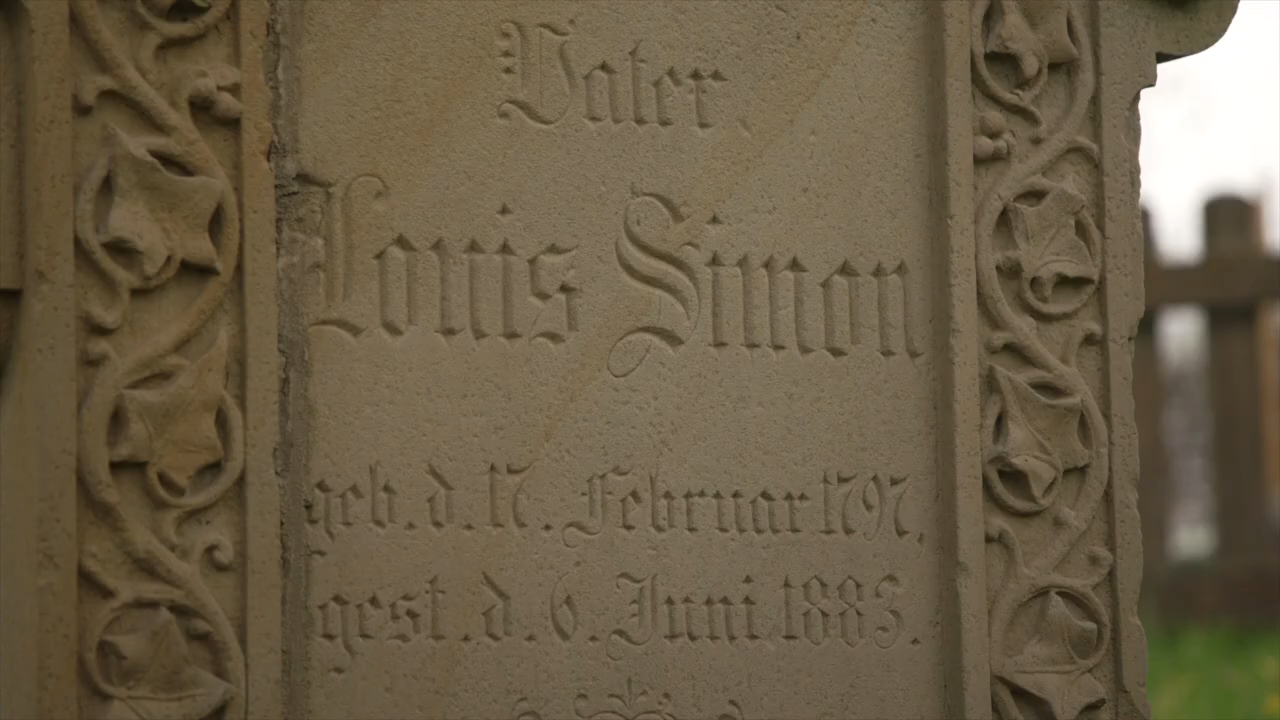 Vater,
Louis Simon
geb. d. 17. Februar 1797,
gest. d. 6. Juni 1883.